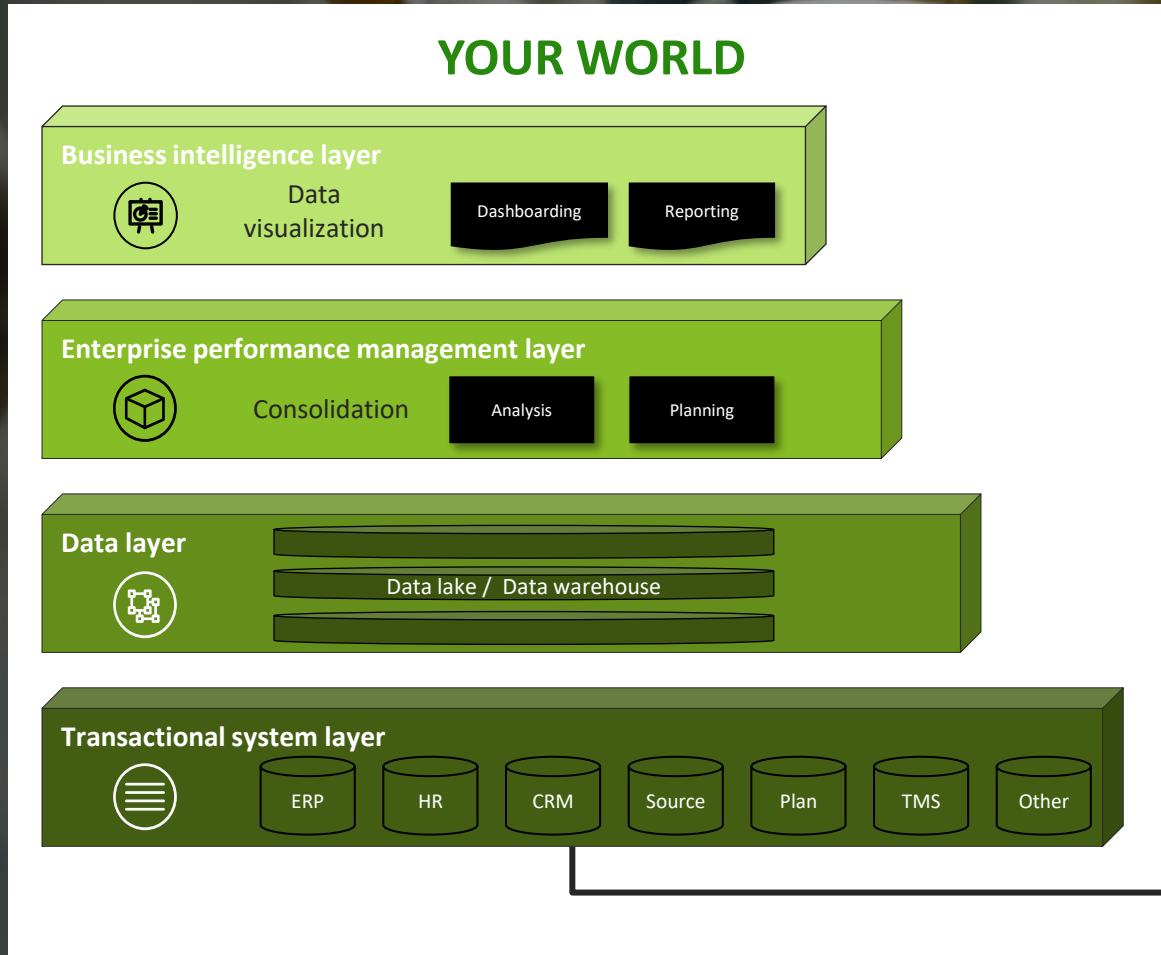 YOUR WORLD
Business intelligence layer
Data
visualization
Dashboarding
Reporting
Enterprise performance management layer
Consolidation
Analysis
Planning
Data layer
Data lake / Data warehouse
Transactional system layer
ERP
HR
CRM
Source
Plan
TMS
Other